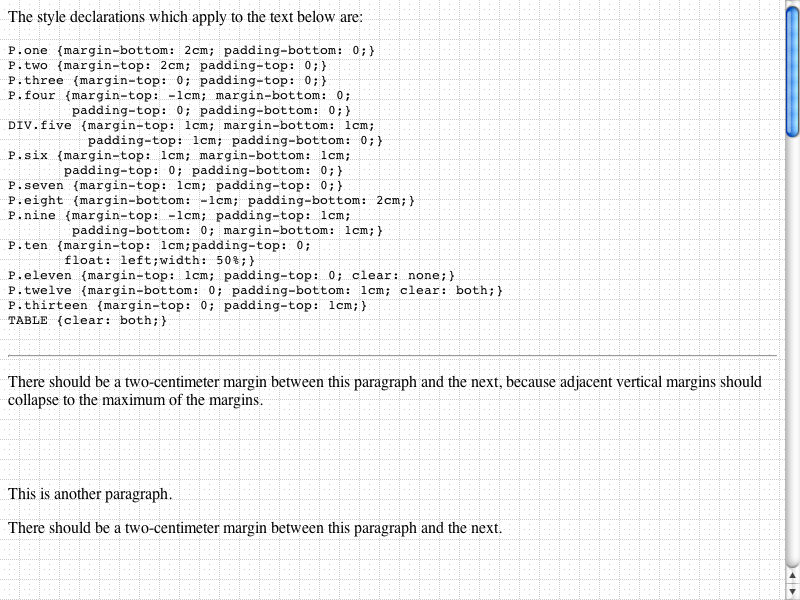 The style declarations which apply to the text below are:
P.one {margin-bottom: 2cm; padding-bottom: 0;}
P.two {margin-top: 2cm; padding-top: 0;}
P.three {margin-top: 0; padding-top: 0;}
P.four {margin-top: -1cm; margin-bottom: 0;
        padding-top: 0; padding-bottom: 0;}
DIV.five {margin-top: 1cm; margin-bottom: 1cm;
          padding-top: 1cm; padding-bottom: 0;}
P.six {margin-top: 1cm; margin-bottom: 1cm;
       padding-top: 0; padding-bottom: 0;}
P.seven {margin-top: 1cm; padding-top: 0;}
P.eight {margin-bottom: -1cm; padding-bottom: 2cm;}
P.nine {margin-top: -1cm; padding-top: 1cm;
        padding-bottom: 0; margin-bottom: 1cm;}
P.ten {margin-top: 1cm;padding-top: 0;
       float: left;width: 50%;}
P.eleven {margin-top: 1cm; padding-top: 0; clear: none;}
P.twelve {margin-bottom: 0; padding-bottom: 1cm; clear: both;}
P.thirteen {margin-top: 0; padding-top: 1cm;}
TABLE {clear: both;}
There should be a two-centimeter margin between this paragraph and the next, because adjacent vertical margins should
collapse to the maximum of the margins.
This is another paragraph.
There should be a two-centimeter margin between this paragraph and the next.